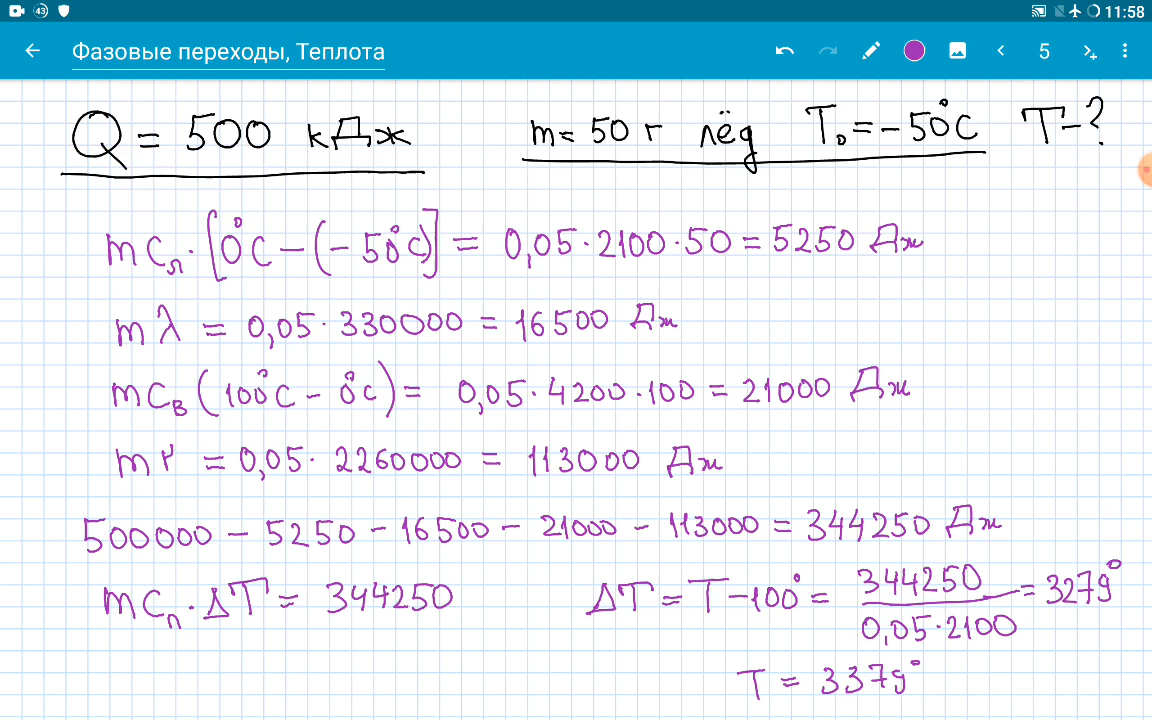 43 11:58
Фазовые переходы, Теплота 5
Q = 500 кДж m = 50 г лёд T₀ = -50°C T - ?
mcл · [0°C - (-50°C)] = 0,05 · 2100 · 50 = 5250 Дж
mλ = 0,05 · 330000 = 16500 Дж
mcв (100°C - 0°C) = 0,05 · 4200 · 100 = 21000 Дж
mr = 0,05 · 2260000 = 113000 Дж
500000 - 5250 - 16500 - 21000 - 113000 = 344250 Дж
mcп · ΔT = 344250 ΔT = T - 100° = 344250 / 0,05 · 2100 = 3279°
T = 3379°